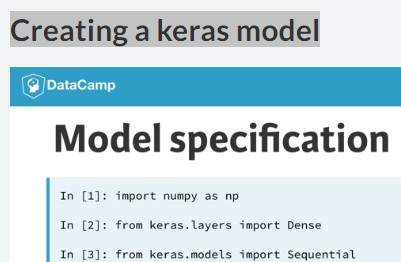 Creating a keras model
DataCamp
Model specification
In [1]: import numpy as np
In [2]: from keras.layers import Dense
In [3]: from keras.models import Sequential